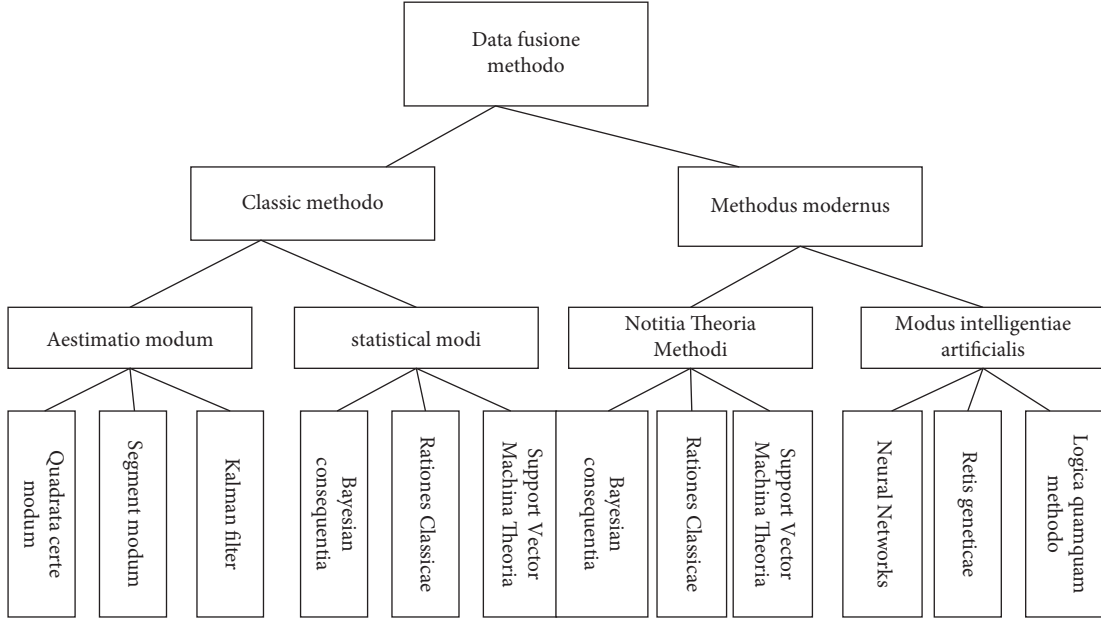 Data fusione
methodo
Classic methodo
Methodus modernus
Aestimatio modum
statistical modi
Notitia Theoria
Methodi
Modus intelligentiae
artificialis
Quadrata certe
modum
Segment modum
Kalman filter
Bayesian
consequentia
Rationes Classicae
Support Vector
Machina Theoria
Bayesian
consequentia
Rationes Classicae
Support Vector
Machina Theoria
Neural Networks
Retis geneticae
Logica quamquam
methodo